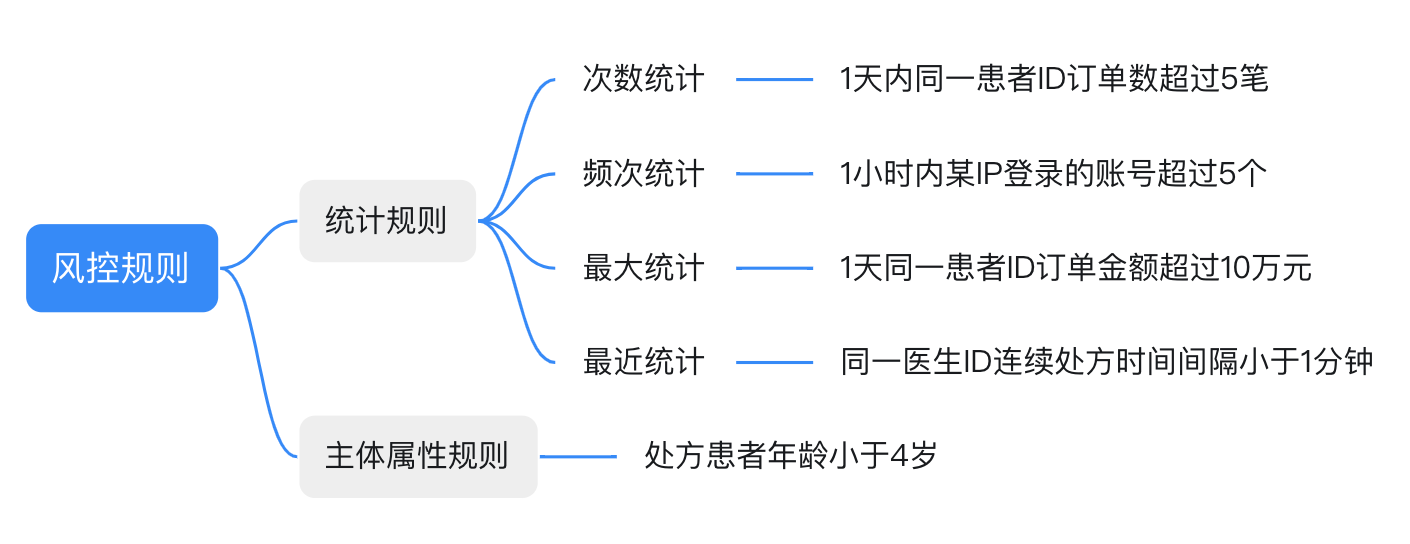 风控规则
统计规则
次数统计
1天内同一患者ID订单数超过5笔
频次统计
1小时内某IP登录的账号超过5个
最大统计
1天同一患者ID订单金额超过10万元
最近统计
同一医生ID连续处方时间间隔小于1分钟
主体属性规则
处方患者年龄小于4岁